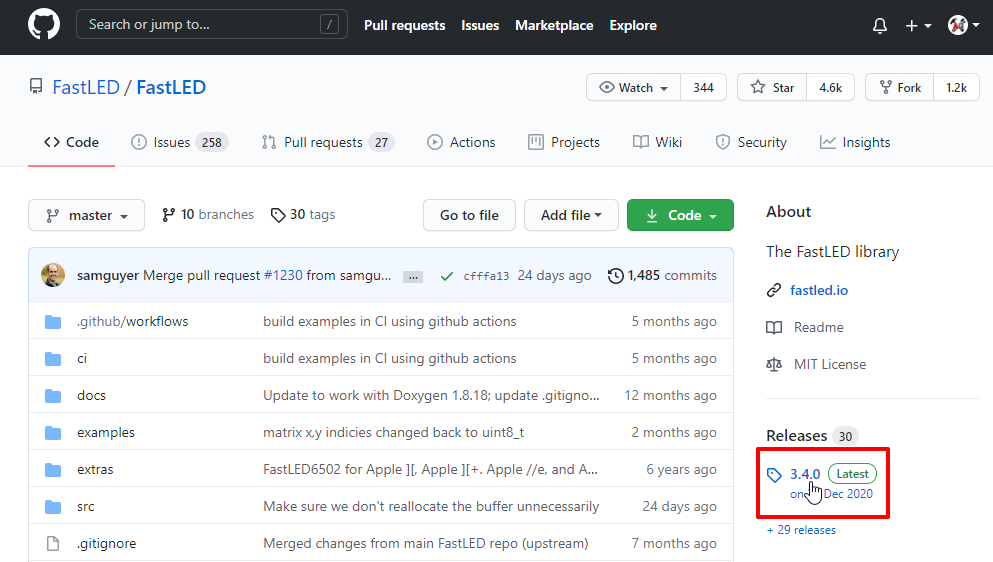 Search or jump to... / Pull requests Issues Marketplace Explore
FastLED / FastLED Watch 344 Star 4.6k Fork 1.2k
Code Issues 258 Pull requests 27 Actions Projects Wiki Security Insights
master 10 branches 30 tags Go to file Add file Code
samguyer Merge pull request #1230 from samgu... ... cfffa13 24 days ago 1,485 commits
.github/workflows build examples in CI using github actions 5 months ago
ci build examples in CI using github actions 5 months ago
docs Update to work with Doxygen 1.8.18; update .gitigno... 12 months ago
examples matrix x,y indicies changed back to uint8_t 2 months ago
extras FastLED6502 for Apple ][, Apple ][+. Apple //e, and A... 6 years ago
src Make sure we don't reallocate the buffer unnecessarily 24 days ago
.gitignore Merged changes from main FastLED repo (upstream) 7 months ago
About
The FastLED library
fastled.io
Readme
MIT License
Releases 30
3.4.0 Latest
on Dec 2020
+ 29 releases